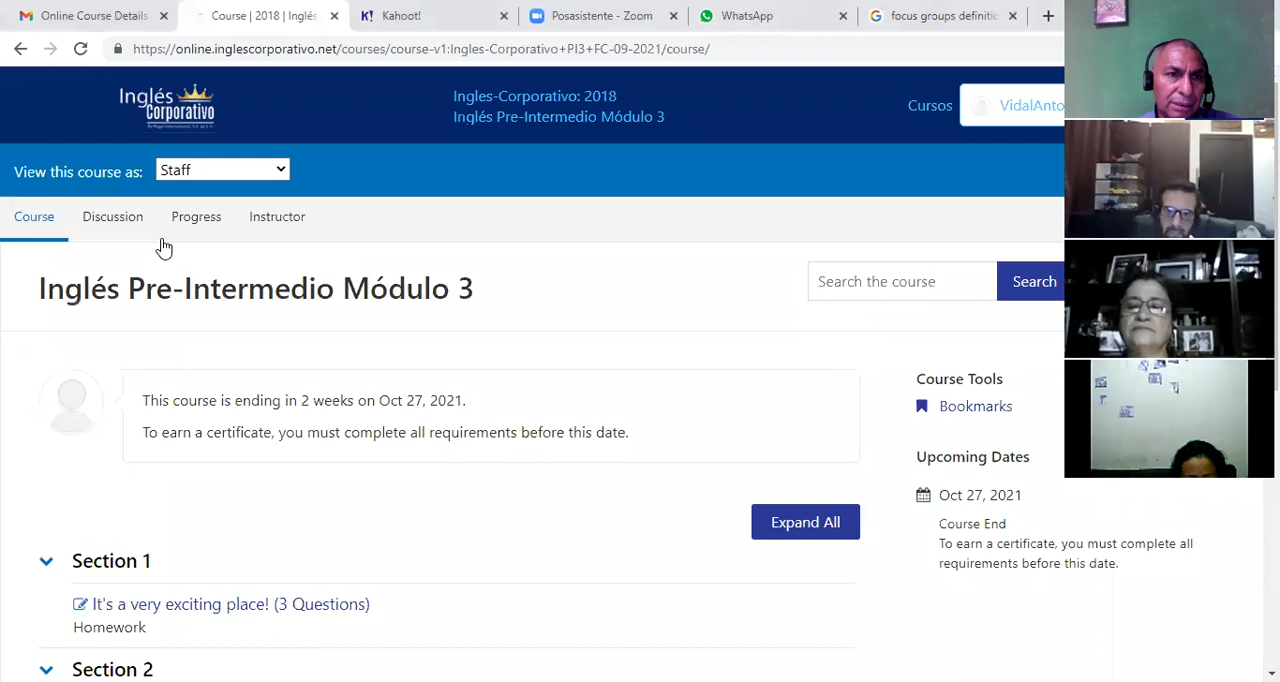 Online Course Details
Course | 2018 | Inglés
Kahoot!
Posasistente - Zoom
WhatsApp
focus groups definitic
https://online.inglescorporativo.net/courses/course-v1:Ingles-Corporativo+PI3+FC-09-2021/course/
Inglés
Corporativo
Ingles-Corporativo: 2018
Inglés Pre-Intermedio Módulo 3
Cursos
VidalAnto
View this course as:
Staff
Course
Discussion
Progress
Instructor
Inglés Pre-Intermedio Módulo 3
Search the course
Search
This course is ending in 2 weeks on Oct 27, 2021.
To earn a certificate, you must complete all requirements before this date.
Course Tools
Bookmarks
Upcoming Dates
Oct 27, 2021
Course End
To earn a certificate, you must complete all
requirements before this date.
Expand All
Section 1
It's a very exciting place! (3 Questions)
Homework
Section 2